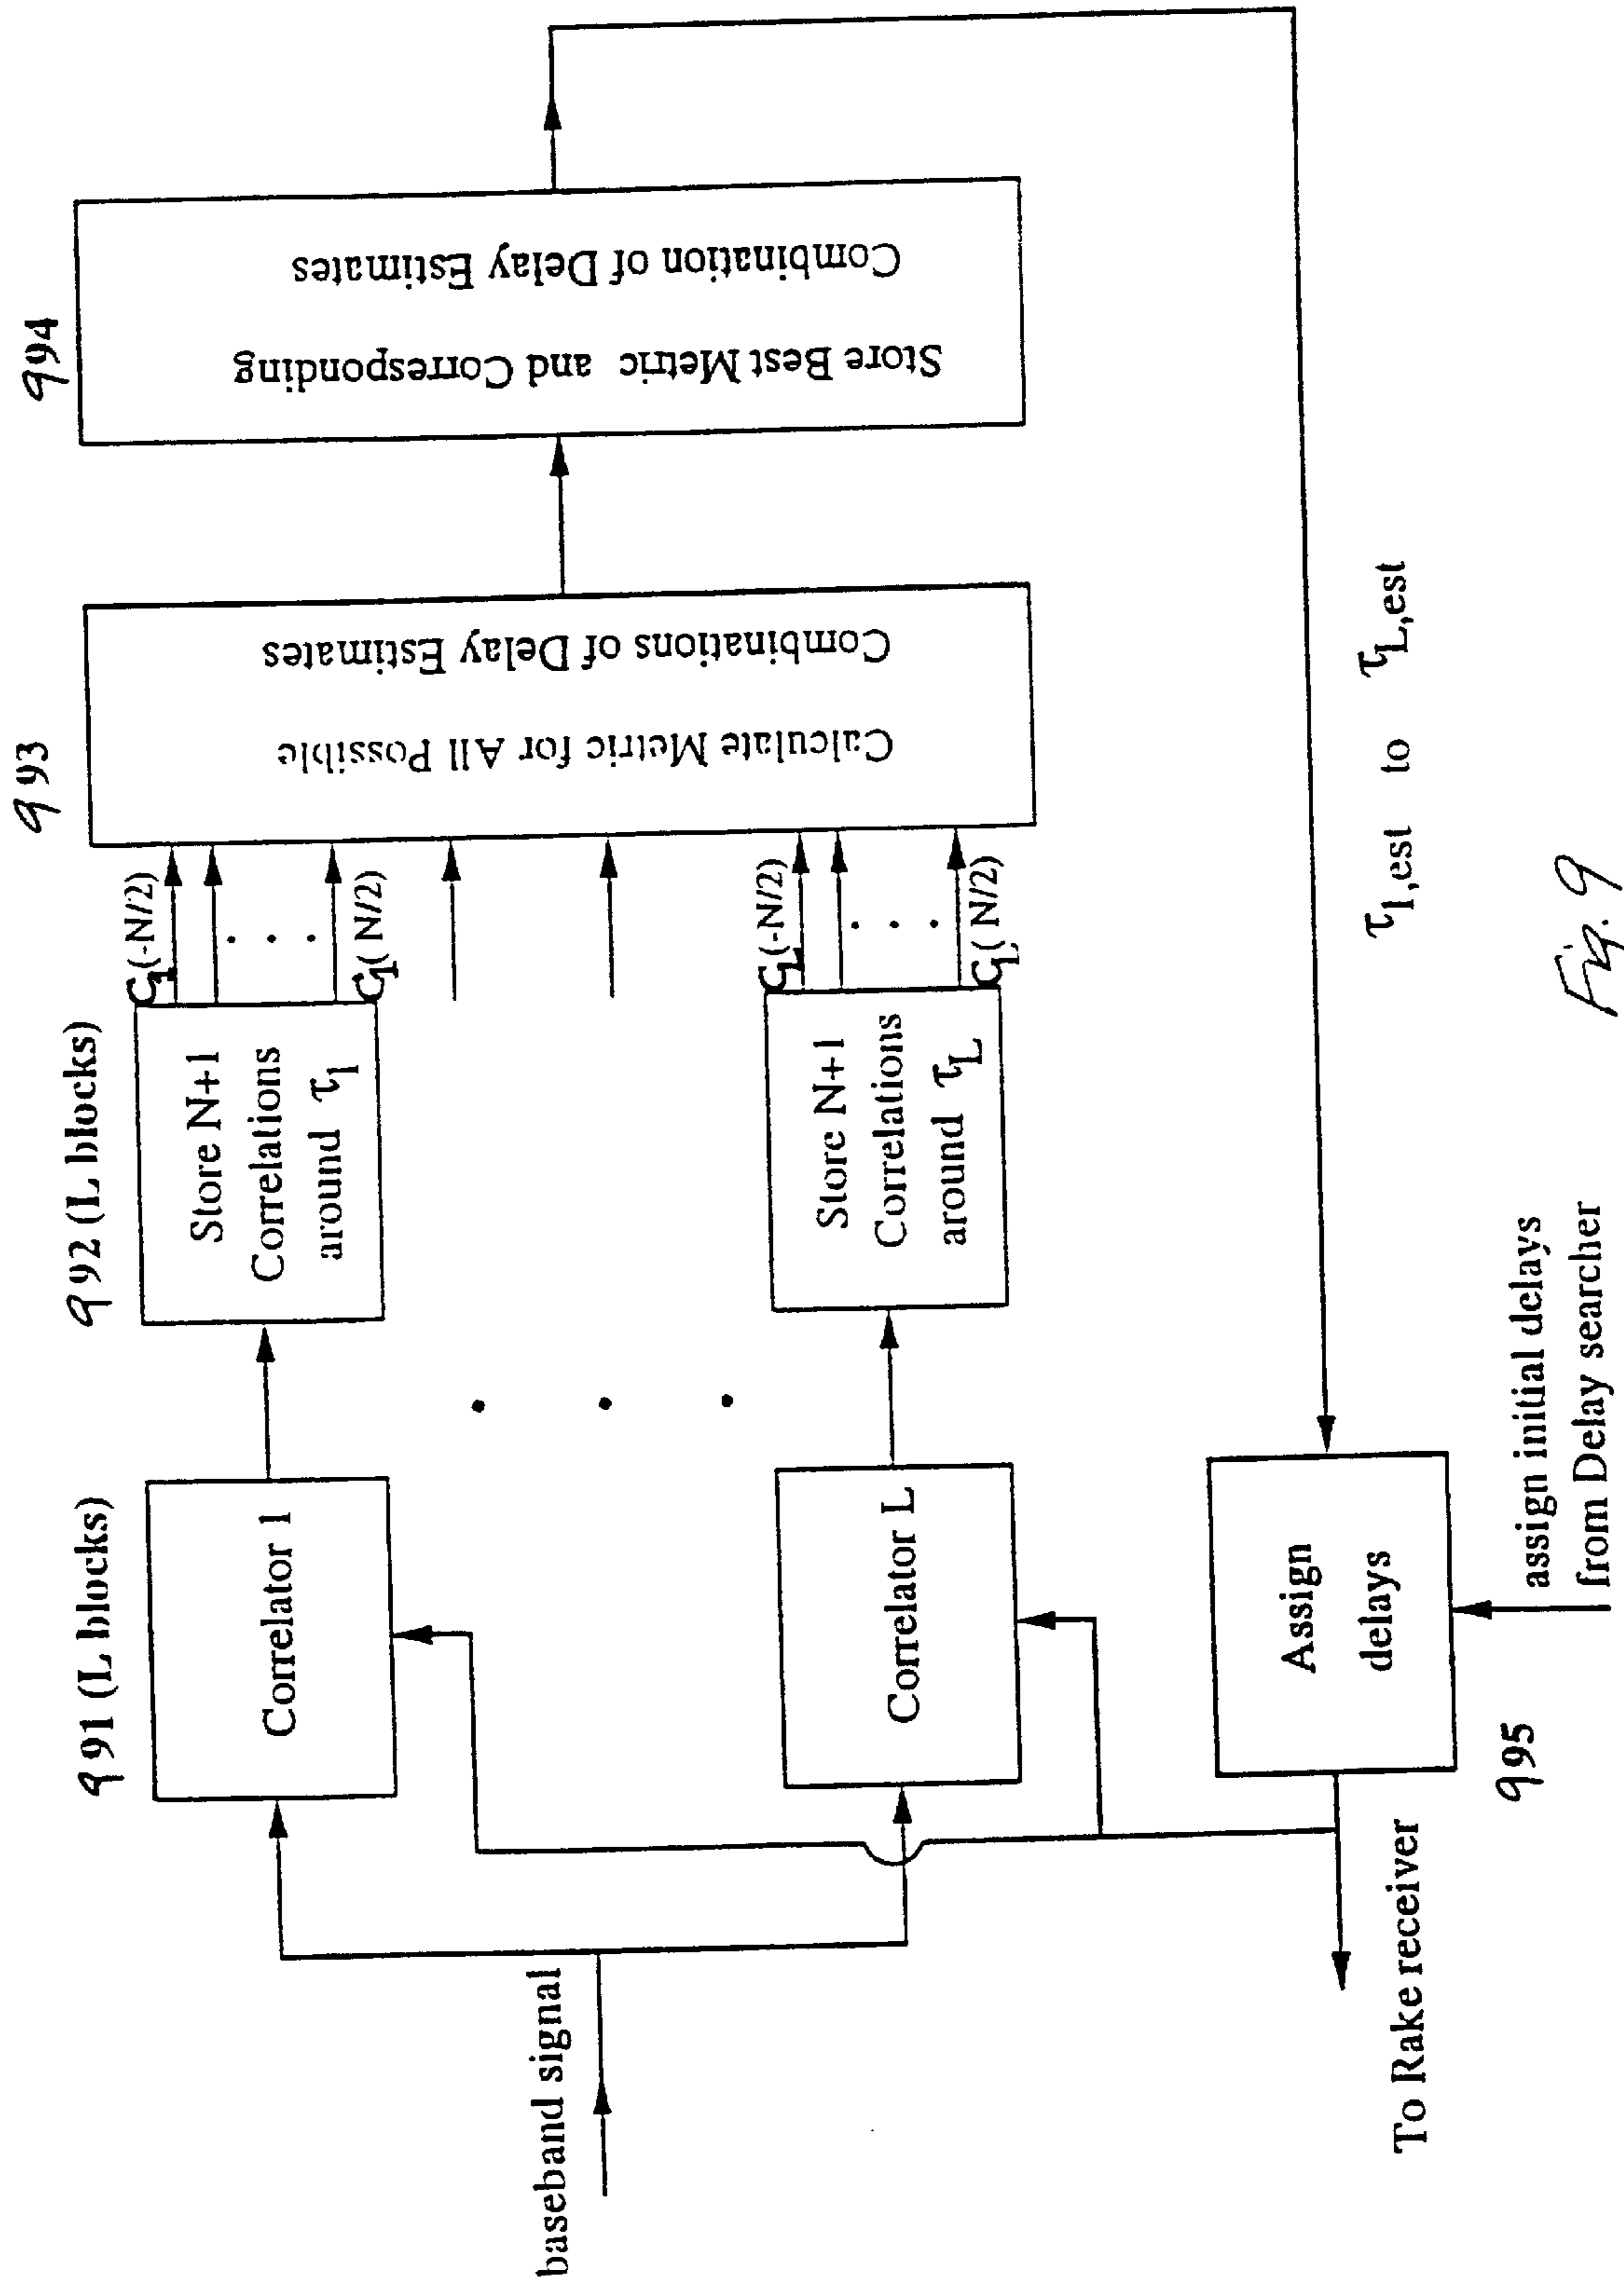 991 (L blocks)
992 (L blocks)
993
994
baseband signal
Correlator 1
Store N+1
Correlations
around τ1
C1(-N/2)
. . .
C1(N/2)
Calculate Metric for All Possible
Combinations of Delay Estimates
Store Best Metric and Corresponding
Combination of Delay Estimates
. . .
Correlator L
Store N+1
Correlations
around τL
CL(-N/2)
. . .
CL(N/2)
Assign
delays
995
To Rake receiver
assign initial delays
from Delay searcher
τ1,est to τL,est
Fig. 9